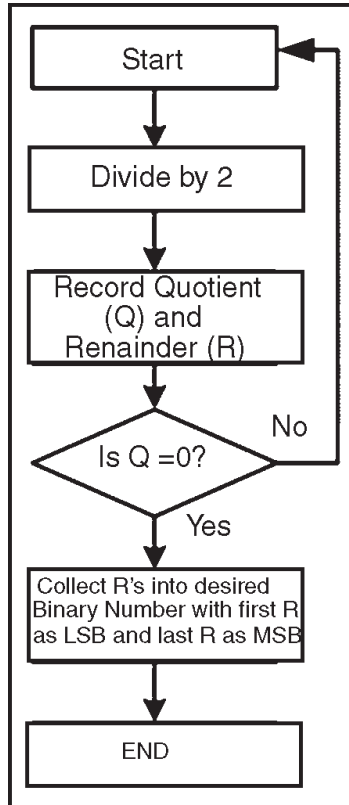 Start
Divide by 2
Record Quotient
(Q) and
Renainder (R)
Is Q =0?
No
Yes
Collect R's into desired
Binary Number with first R
as LSB and last R as MSB
END